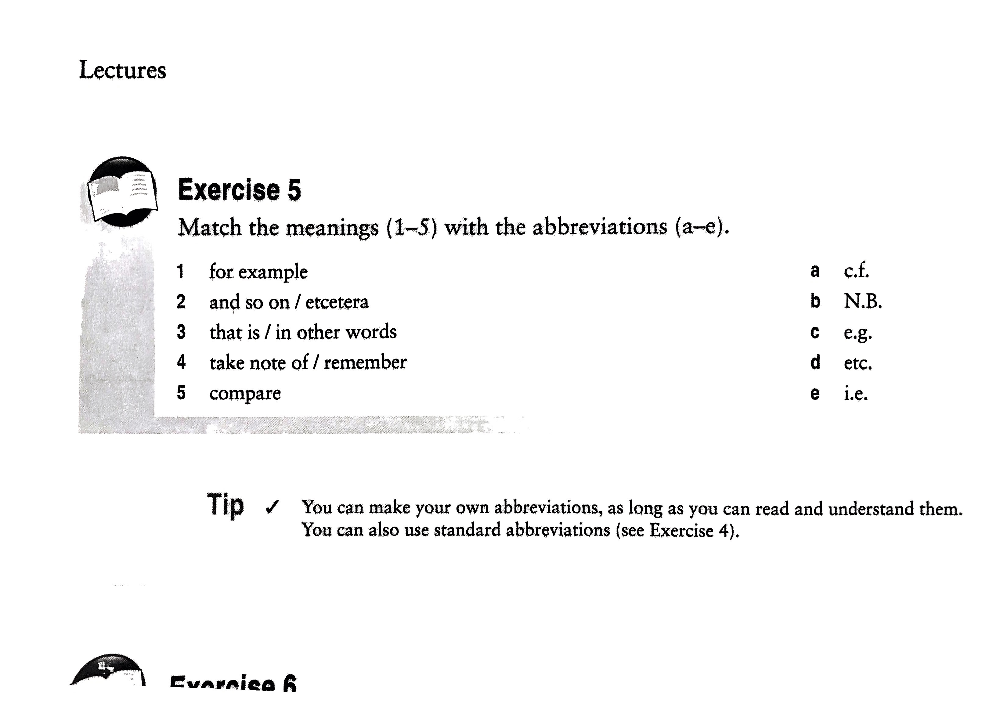 Lectures
Exercise 5
Match the meanings (1–5) with the abbreviations (a–e).
1 for example a c.f.
2 and so on / etcetera b N.B.
3 that is / in other words c e.g.
4 take note of / remember d etc.
5 compare e i.e.
Tip ✓ You can make your own abbreviations, as long as you can read and understand them.
You can also use standard abbreviations (see Exercise 4).
Exercise 6